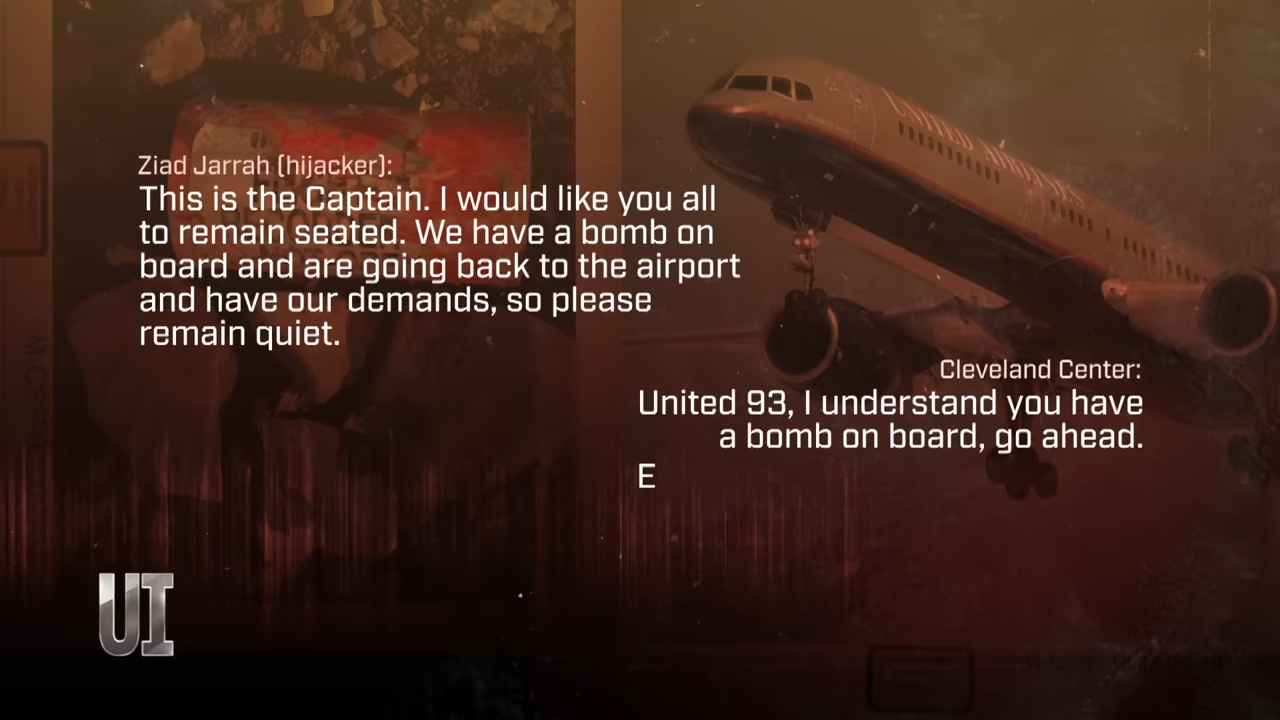 Ziad Jarrah (hijacker):
This is the Captain. I would like you all
to remain seated. We have a bomb on
board and are going back to the airport
and have our demands, so please
remain quiet.
Cleveland Center:
United 93, I understand you have
a bomb on board, go ahead.
E
UNITED AIRLINES
UI